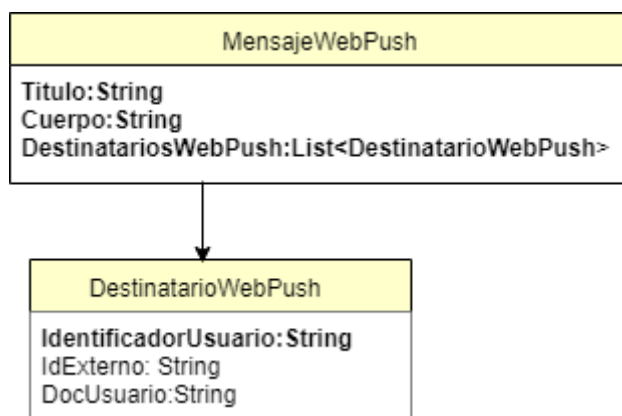 MensajeWebPush
Titulo:String
Cuerpo:String
DestinatariosWebPush:List<DestinatarioWebPush>
DestinatarioWebPush
IdentificadorUsuario:String
IdExterno: String
DocUsuario:String